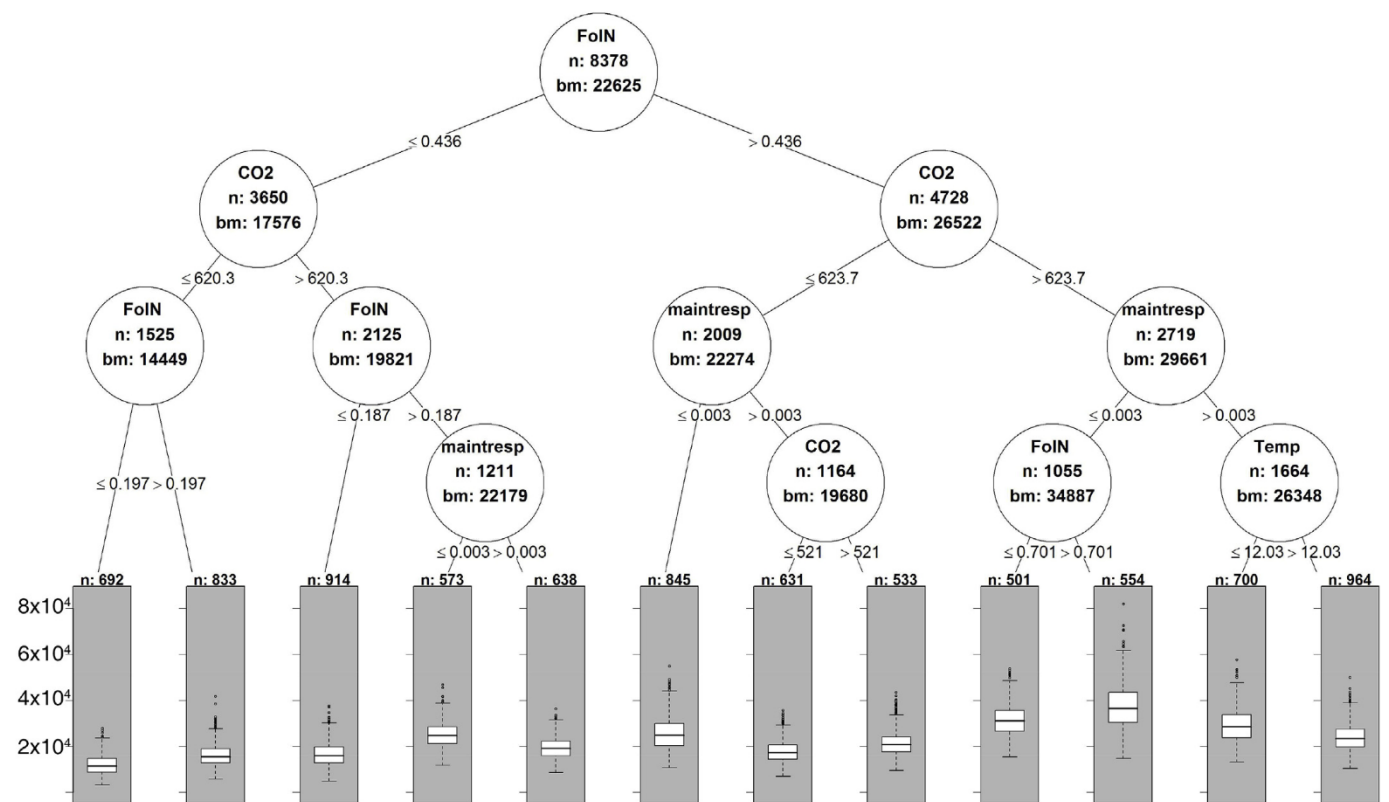 FolN
n: 8378
bm: 22625
≤ 0.436
> 0.436
CO2
n: 3650
bm: 17576
CO2
n: 4728
bm: 26522
≤ 620.3
> 620.3
≤ 623.7
> 623.7
FolN
n: 1525
bm: 14449
FolN
n: 2125
bm: 19821
maintresp
n: 2009
bm: 22274
maintresp
n: 2719
bm: 29661
≤ 0.187
> 0.187
≤ 0.003
> 0.003
≤ 0.003
> 0.003
maintresp
n: 1211
bm: 22179
CO2
n: 1164
bm: 19680
FolN
n: 1055
bm: 34887
Temp
n: 1664
bm: 26348
≤ 0.197
> 0.197
≤ 0.003
> 0.003
≤ 521
> 521
≤ 0.701
> 0.701
≤ 12.03
> 12.03
n: 692
n: 833
n: 914
n: 573
n: 638
n: 845
n: 631
n: 533
n: 501
n: 554
n: 700
n: 964
8x10⁴
6x10⁴
4x10⁴
2x10⁴